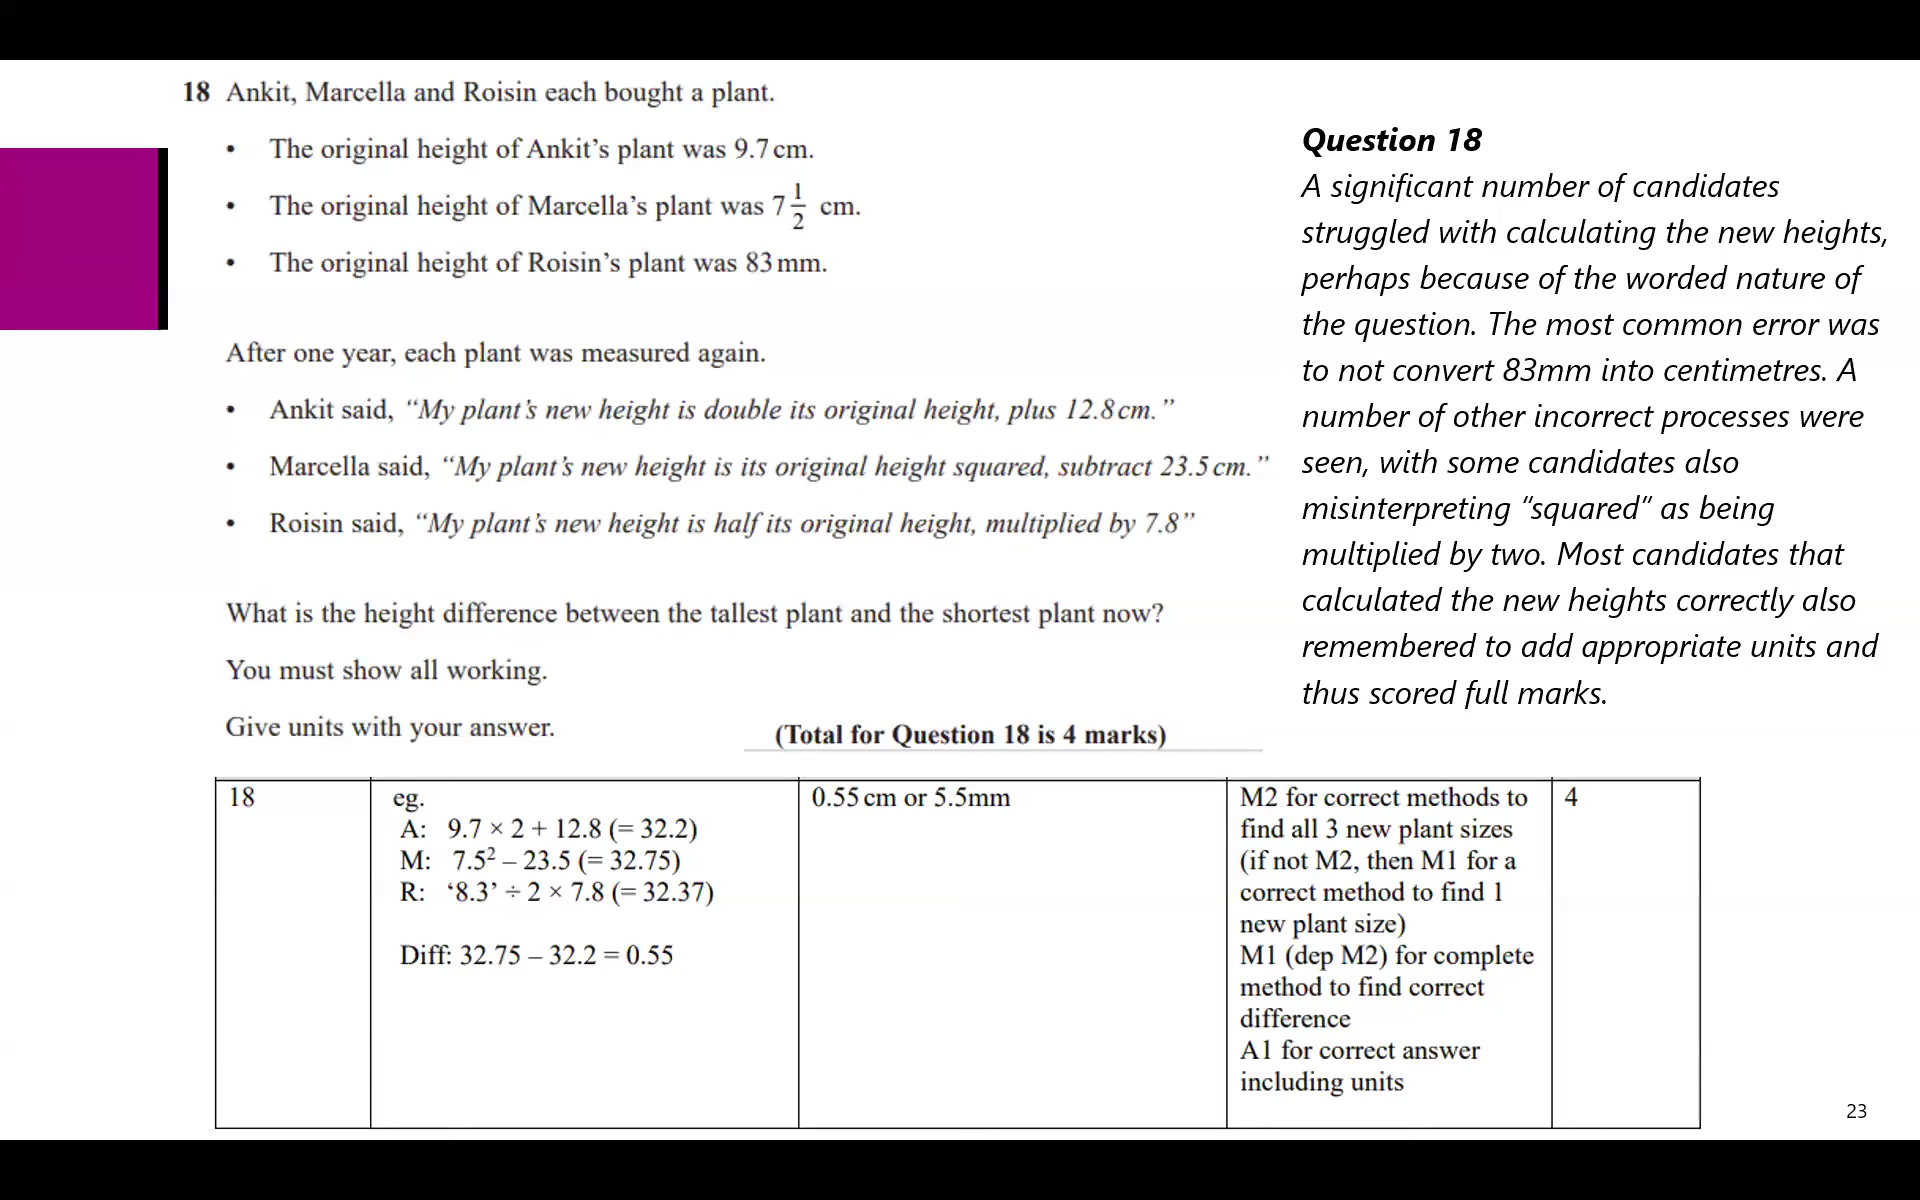 18 Ankit, Marcella and Roisin each bought a plant.
• The original height of Ankit’s plant was 9.7 cm.
• The original height of Marcella’s plant was 7 1/2 cm.
• The original height of Roisin’s plant was 83 mm.
After one year, each plant was measured again.
• Ankit said, “My plant’s new height is double its original height, plus 12.8 cm.”
• Marcella said, “My plant’s new height is its original height squared, subtract 23.5 cm.”
• Roisin said, “My plant’s new height is half its original height, multiplied by 7.8”
What is the height difference between the tallest plant and the shortest plant now?
You must show all working.
Give units with your answer.
(Total for Question 18 is 4 marks)
Question 18
A significant number of candidates
struggled with calculating the new heights,
perhaps because of the worded nature of
the question. The most common error was
to not convert 83mm into centimetres. A
number of other incorrect processes were
seen, with some candidates also
misinterpreting “squared” as being
multiplied by two. Most candidates that
calculated the new heights correctly also
remembered to add appropriate units and
thus scored full marks.
18
eg.
A: 9.7 × 2 + 12.8 (= 32.2)
M: 7.5² – 23.5 (= 32.75)
R: ‘8.3’ ÷ 2 × 7.8 (= 32.37)
Diff: 32.75 – 32.2 = 0.55
0.55 cm or 5.5mm
M2 for correct methods to
find all 3 new plant sizes
(if not M2, then M1 for a
correct method to find 1
new plant size)
M1 (dep M2) for complete
method to find correct
difference
A1 for correct answer
including units
4
23